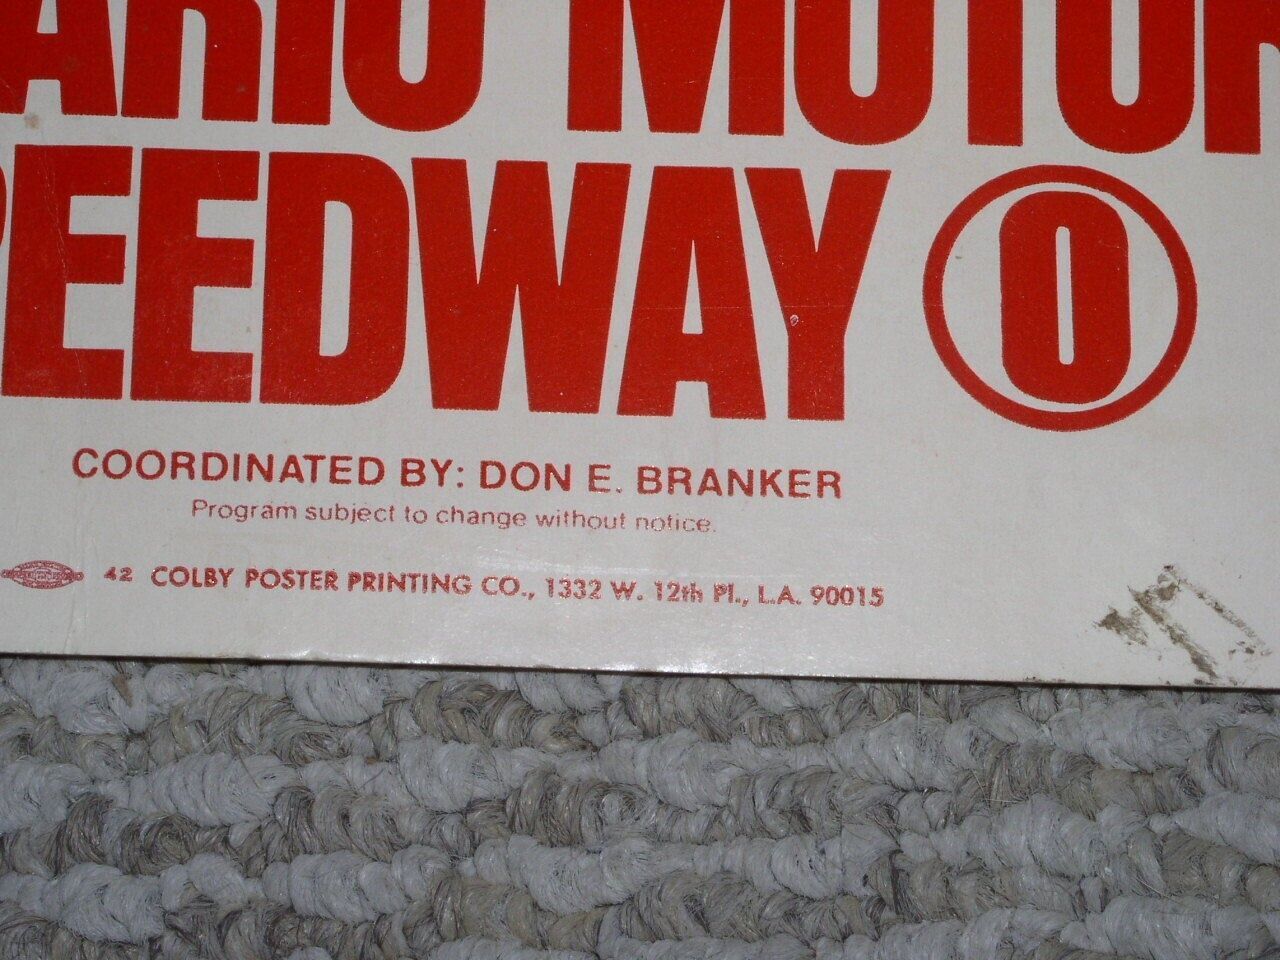 ARIO MOTOR
PEEDWAY O
COORDINATED BY: DON E. BRANKER
Program subject to change without notice.
42 COLBY POSTER PRINTING CO., 1332 W. 12th Pl., L.A. 90015